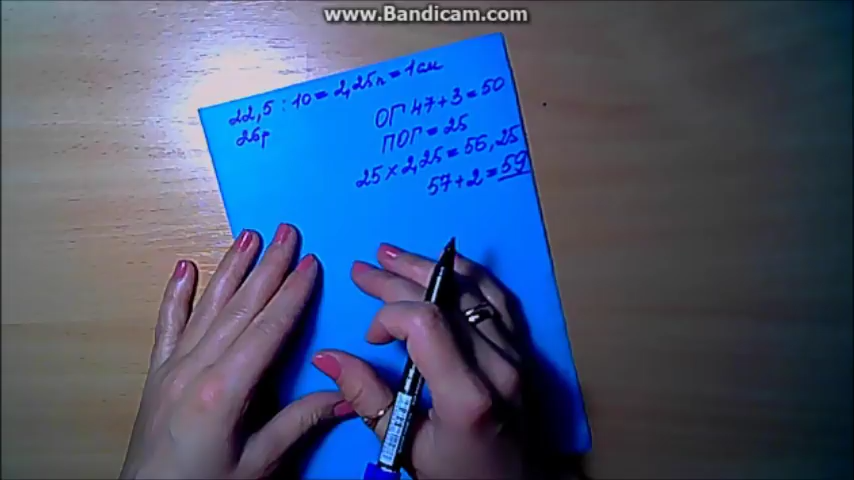 www.Bandicam.com
22,5 : 10 = 2,25п = 1см
26р
ОГ 47+3=50
ПОГ = 25
25 × 2,25 = 56,25
57+2=59